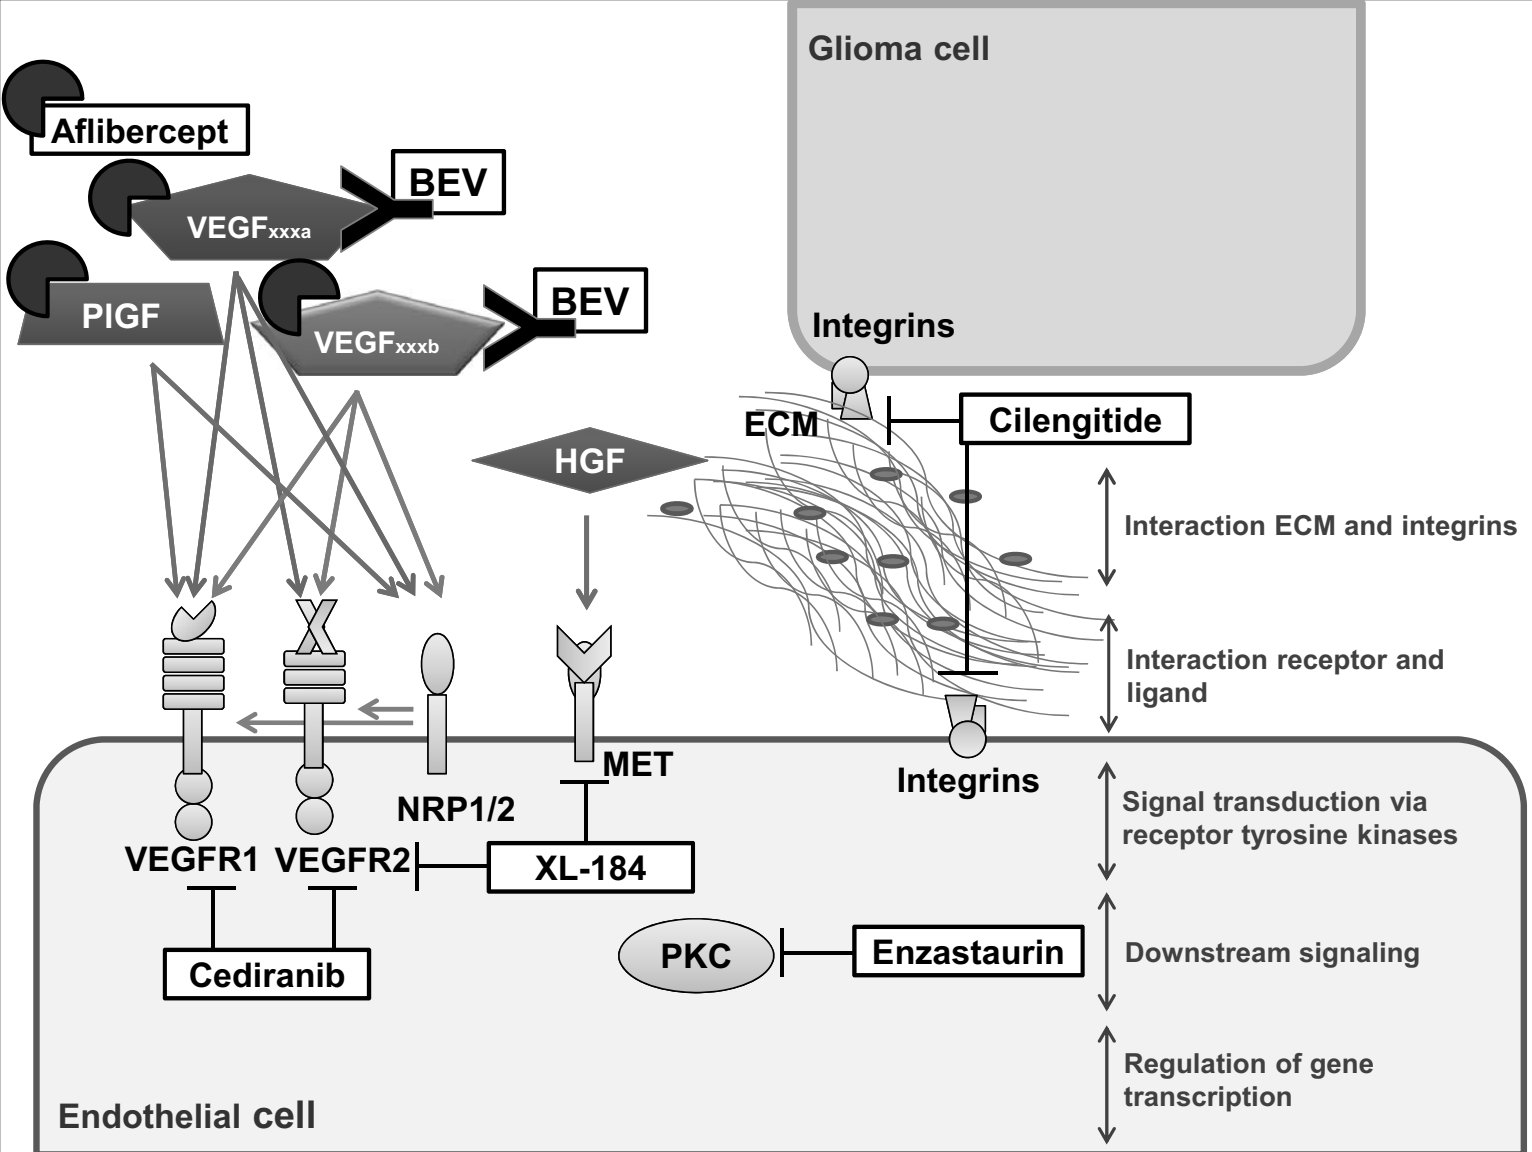 Glioma cell
Aflibercept
BEV
VEGFxxxa
BEV
PlGF
VEGFxxxb
Integrins
ECM
Cilengitide
HGF
Interaction ECM and integrins
Interaction receptor and
ligand
MET
Integrins
NRP1/2
Signal transduction via
receptor tyrosine kinases
VEGFR1
VEGFR2
XL-184
PKC
Enzastaurin
Downstream signaling
Cediranib
Regulation of gene
transcription
Endothelial cell